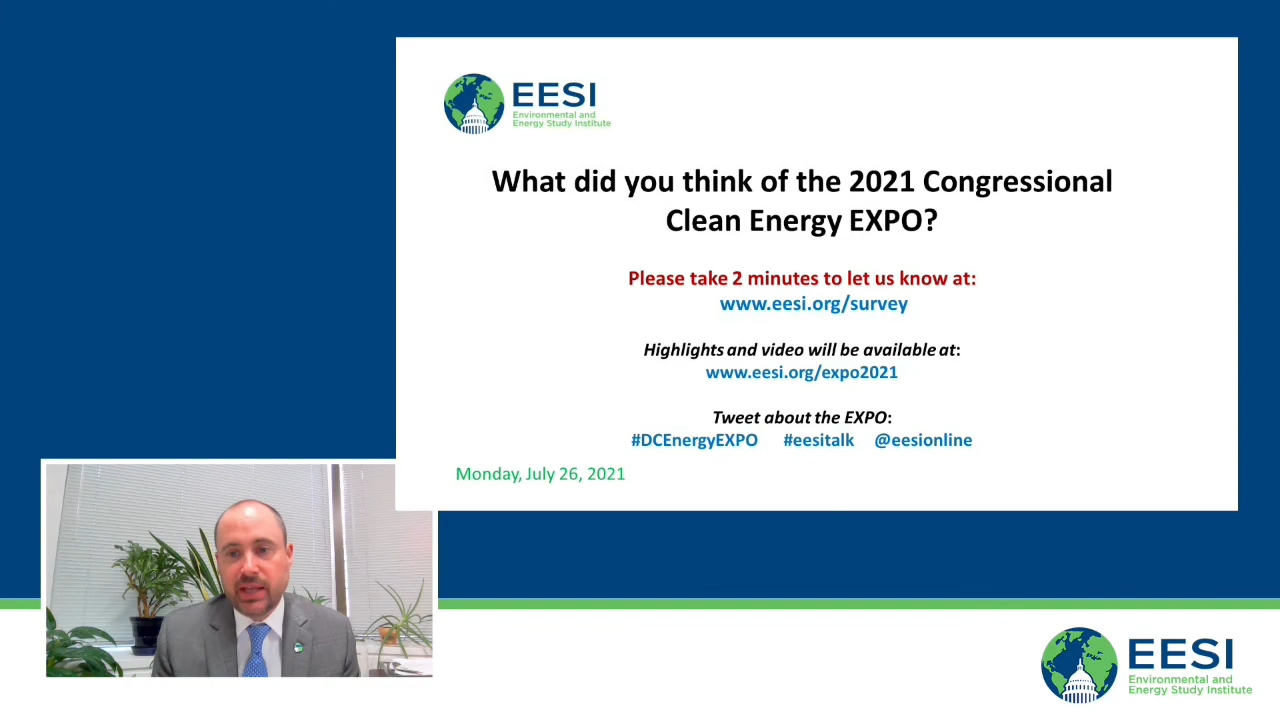 EESI
Environmental and
Energy Study Institute
What did you think of the 2021 Congressional
Clean Energy EXPO?
Please take 2 minutes to let us know at:
www.eesi.org/survey
Highlights and video will be available at:
www.eesi.org/expo2021
Tweet about the EXPO:
#DCEnergyEXPO #eesitalk @eesionline
Monday, July 26, 2021
EESI
Environmental and
Energy Study Institute